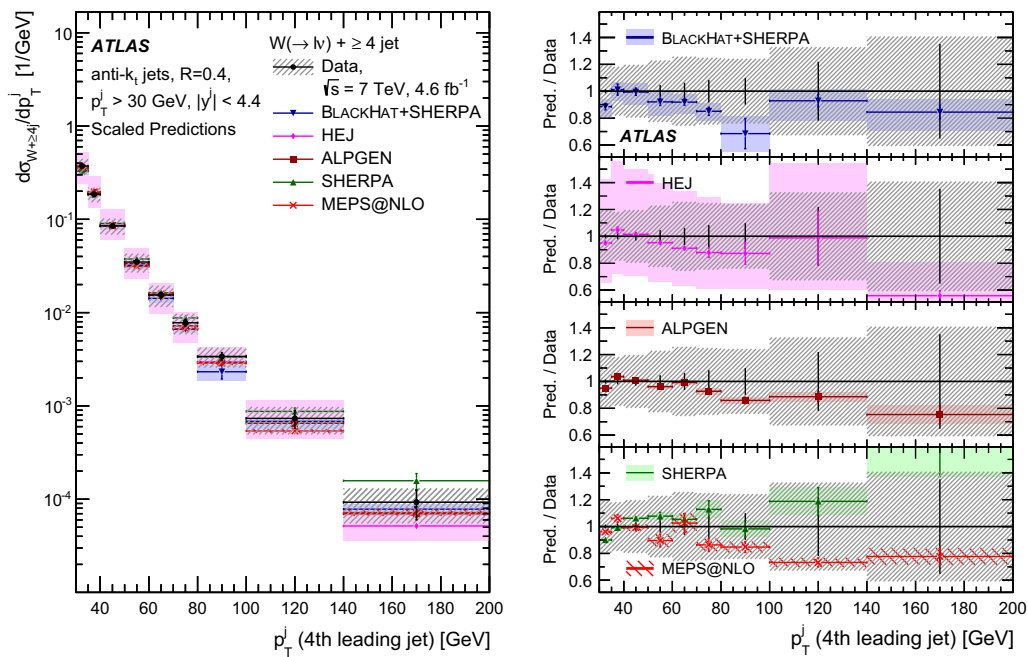 dσ_{W+≥4j}/dp_T^j [1/GeV]
10
1
10⁻¹
10⁻²
10⁻³
10⁻⁴
ATLAS
anti-k_t jets, R=0.4,
p_T^j > 30 GeV, |y^j| < 4.4
Scaled Predictions
W(→ lν) + ≥ 4 jet
Data,
√s = 7 TeV, 4.6 fb⁻¹
BLACKHAT+SHERPA
HEJ
ALPGEN
SHERPA
MEPS@NLO
40 60 80 100 120 140 160 180 200
p_T^j (4th leading jet) [GeV]
Pred. / Data
1.4
1.2
1
0.8
0.6
BLACKHAT+SHERPA
ATLAS
Pred. / Data
1.4
1.2
1
0.8
0.6
HEJ
Pred. / Data
1.4
1.2
1
0.8
0.6
ALPGEN
Pred. / Data
1.4
1.2
1
0.8
0.6
SHERPA
MEPS@NLO
40 60 80 100 120 140 160 180 200
p_T^j (4th leading jet) [GeV]